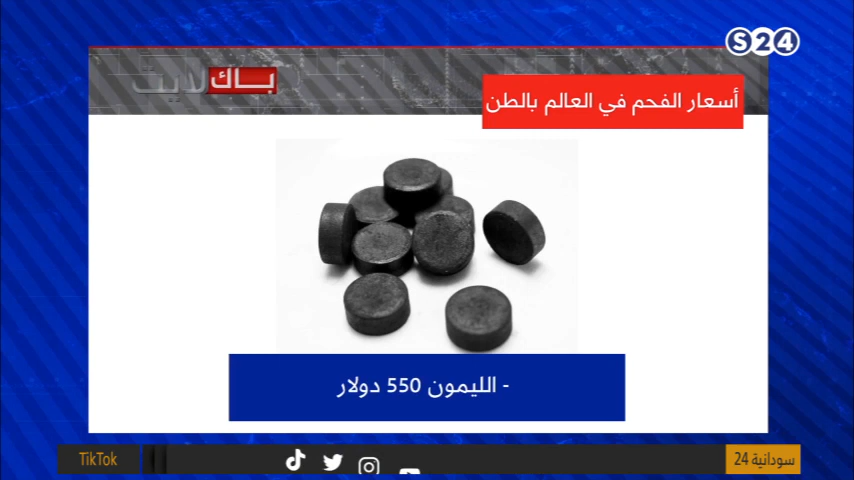 S24
باك لايت
أسعار الفحم في العالم بالطن
- الليمون 550 دولار
TikTok
سودانية 24